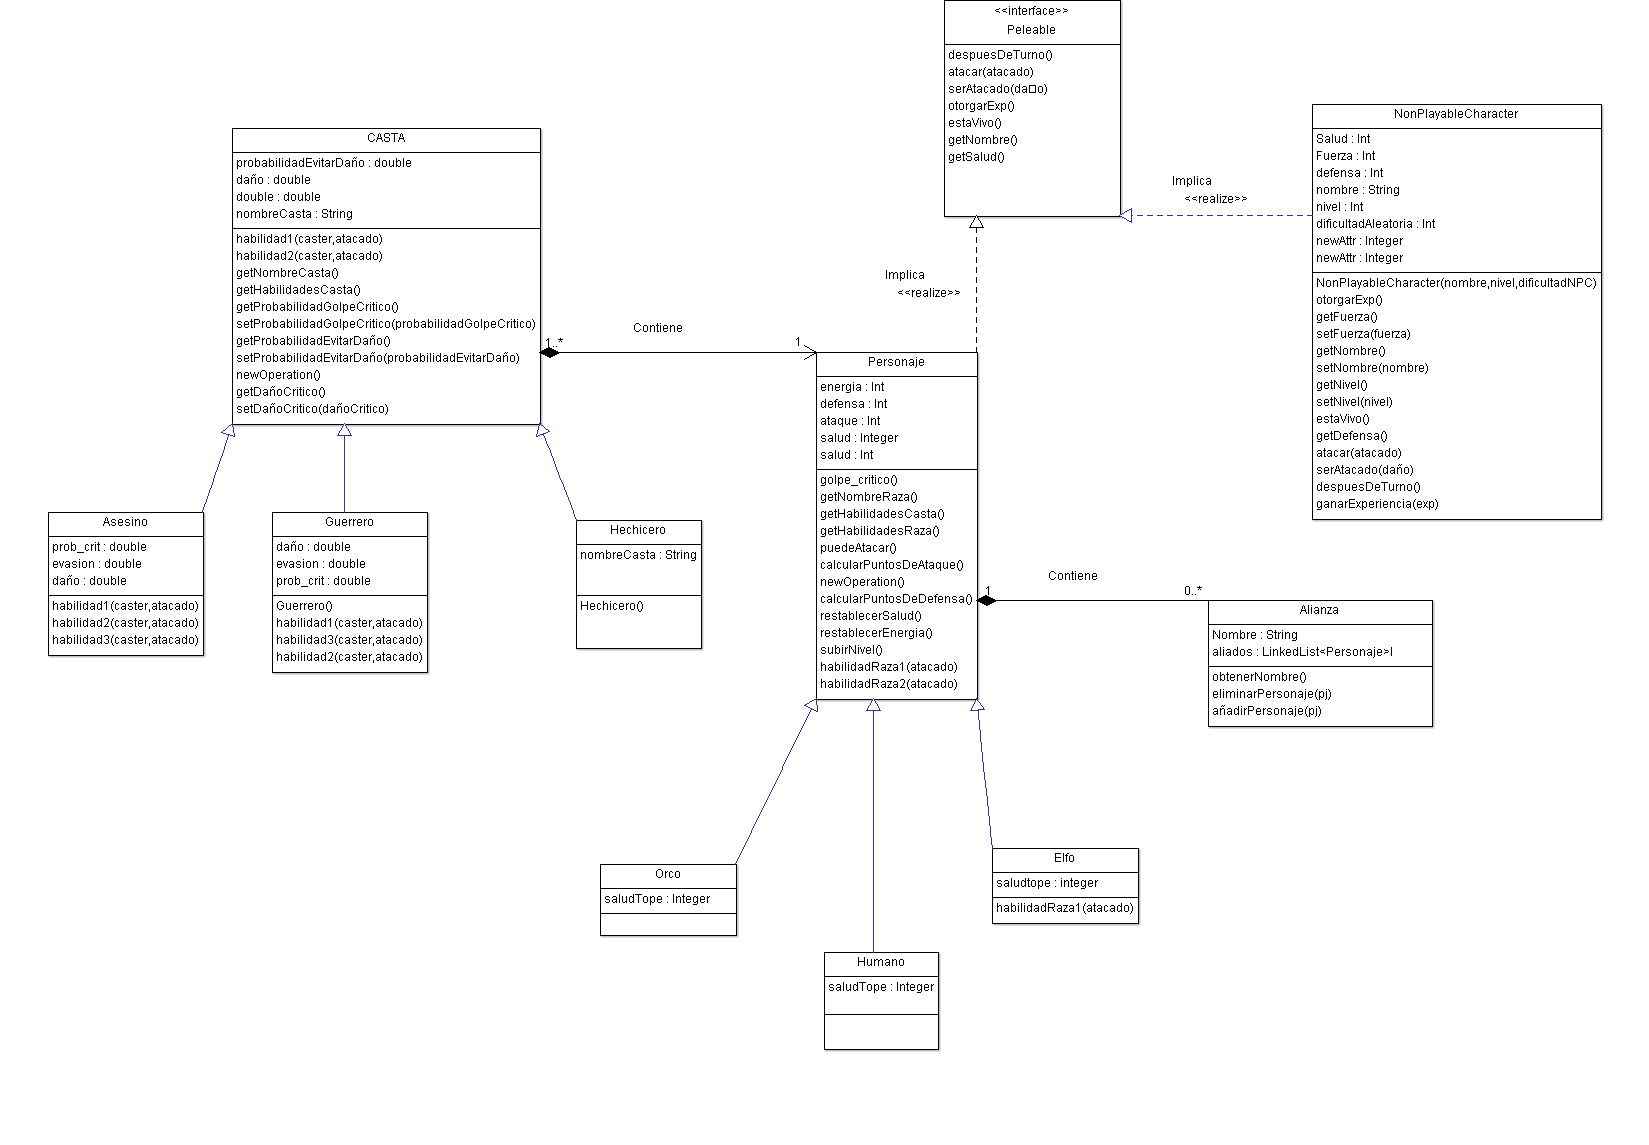 <<interface>>
Peleable
despuesDeTurno()
atacar(atacado)
serAtacado(da□o)
otorgarExp()
estaVivo()
getNombre()
getSalud()
NonPlayableCharacter
Salud : Int
Fuerza : Int
defensa : Int
nombre : String
nivel : Int
dificultadAleatoria : Int
newAttr : Integer
newAttr : Integer
NonPlayableCharacter(nombre,nivel,dificultadNPC)
otorgarExp()
getFuerza()
setFuerza(fuerza)
getNombre()
setNombre(nombre)
getNivel()
setNivel(nivel)
estaVivo()
getDefensa()
atacar(atacado)
serAtacado(daño)
despuesDeTurno()
ganarExperiencia(exp)
Implica
<<realize>>
Implica
<<realize>>
CASTA
probabilidadEvitarDaño : double
daño : double
double : double
nombreCasta : String
habilidad1(caster,atacado)
habilidad2(caster,atacado)
getNombreCasta()
getHabilidadesCasta()
getProbabilidadGolpeCritico()
setProbabilidadGolpeCritico(probabilidadGolpeCritico)
getProbabilidadEvitarDaño()
setProbabilidadEvitarDaño(probabilidadEvitarDaño)
newOperation()
getDañoCritico()
setDañoCritico(dañoCritico)
Contiene
1..*
1
Personaje
energia : Int
defensa : Int
ataque : Int
salud : Integer
salud : Int
golpe_critico()
getNombreRaza()
getHabilidadesCasta()
getHabilidadesRaza()
puedeAtacar()
calcularPuntosDeAtaque()
newOperation()
calcularPuntosDeDefensa()
restablecerSalud()
restablecerEnergia()
subirNivel()
habilidadRaza1(atacado)
habilidadRaza2(atacado)
Asesino
prob_crit : double
evasion : double
daño : double
habilidad1(caster,atacado)
habilidad2(caster,atacado)
habilidad3(caster,atacado)
Guerrero
daño : double
evasion : double
prob_crit : double
Guerrero()
habilidad1(caster,atacado)
habilidad3(caster,atacado)
habilidad2(caster,atacado)
Hechicero
nombreCasta : String
Hechicero()
Contiene
1
0..*
Alianza
Nombre : String
aliados : LinkedList<Personaje>l
obtenerNombre()
eliminarPersonaje(pj)
añadirPersonaje(pj)
Orco
saludTope : Integer
Elfo
saludtope : integer
habilidadRaza1(atacado)
Humano
saludTope : Integer